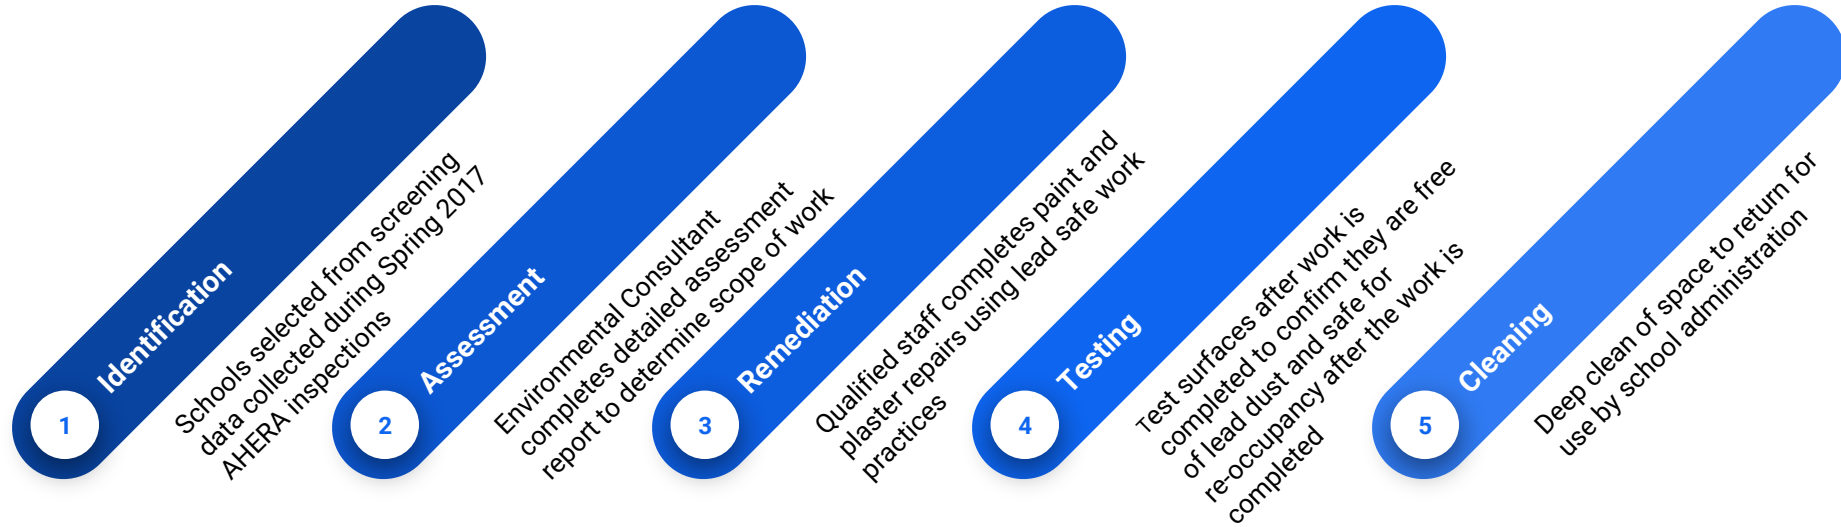 1
Identification
Schools selected from screening
data collected during Spring 2017
AHERA inspections
2
Assessment
Environmental Consultant
completes detailed assessment
report to determine scope of work
3
Remediation
Qualified staff completes paint and
plaster repairs using lead safe work
practices
4
Testing
Test surfaces after work is
completed to confirm they are free
of lead dust and safe for
re-occupancy after the work is
completed
5
Cleaning
Deep clean of space to return for
use by school administration